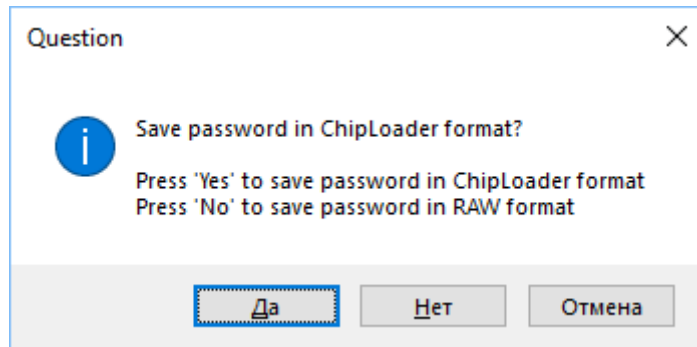 Question
Save password in ChipLoader format?
Press 'Yes' to save password in ChipLoader format
Press 'No' to save password in RAW format
Да
Нет
Отмена